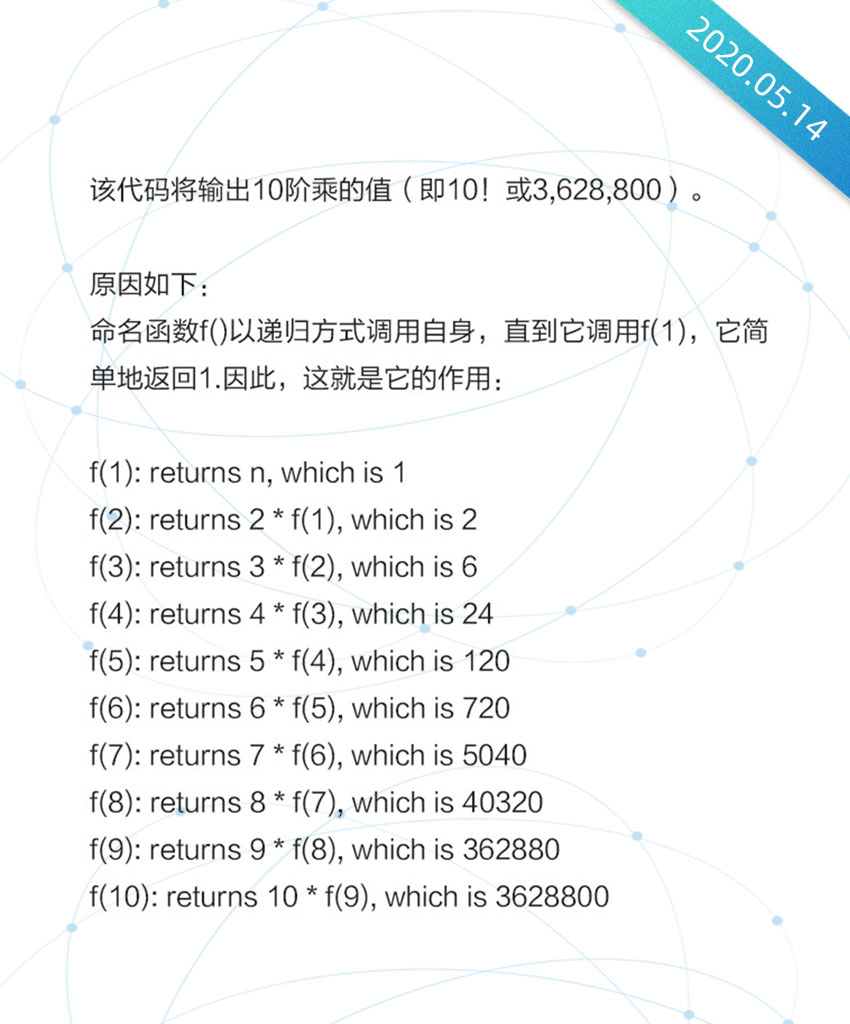 2020.05.14
该代码将输出10阶乘的值（即10！或3,628,800）。
原因如下：
命名函数f()以递归方式调用自身，直到它调用f(1)，它简
单地返回1.因此，这就是它的作用：
f(1): returns n, which is 1
f(2): returns 2 * f(1), which is 2
f(3): returns 3 * f(2), which is 6
f(4): returns 4 * f(3), which is 24
f(5): returns 5 * f(4), which is 120
f(6): returns 6 * f(5), which is 720
f(7): returns 7 * f(6), which is 5040
f(8): returns 8 * f(7), which is 40320
f(9): returns 9 * f(8), which is 362880
f(10): returns 10 * f(9), which is 3628800